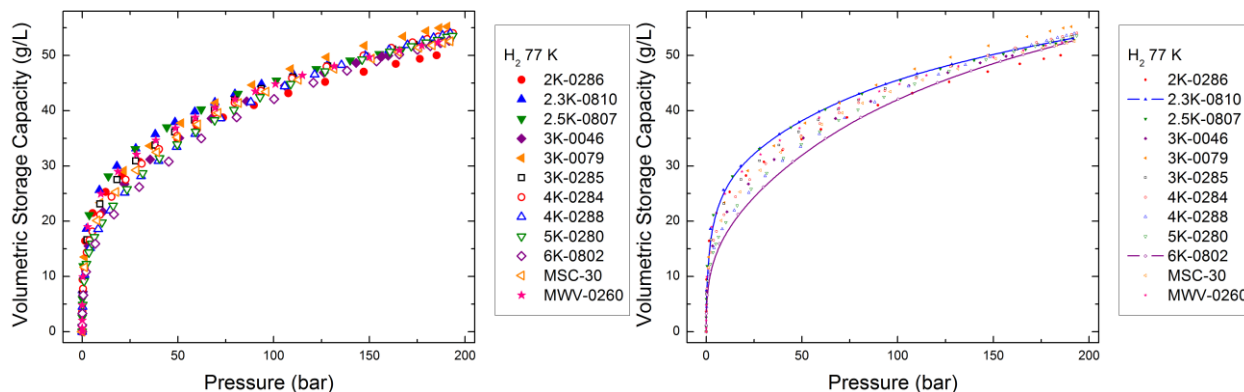 Volumetric Storage Capacity (g/L)
60
50
40
30
20
10
0
0
50
100
150
200
Pressure (bar)
H2 77 K
2K-0286
2.3K-0810
2.5K-0807
3K-0046
3K-0079
3K-0285
4K-0284
4K-0288
5K-0280
6K-0802
MSC-30
MWV-0260
Volumetric Storage Capacity (g/L)
50
40
30
20
10
0
0
50
100
150
200
Pressure (bar)
H2 77 K
2K-0286
2.3K-0810
2.5K-0807
3K-0046
3K-0079
3K-0285
4K-0284
4K-0288
5K-0280
6K-0802
MSC-30
MWV-0260